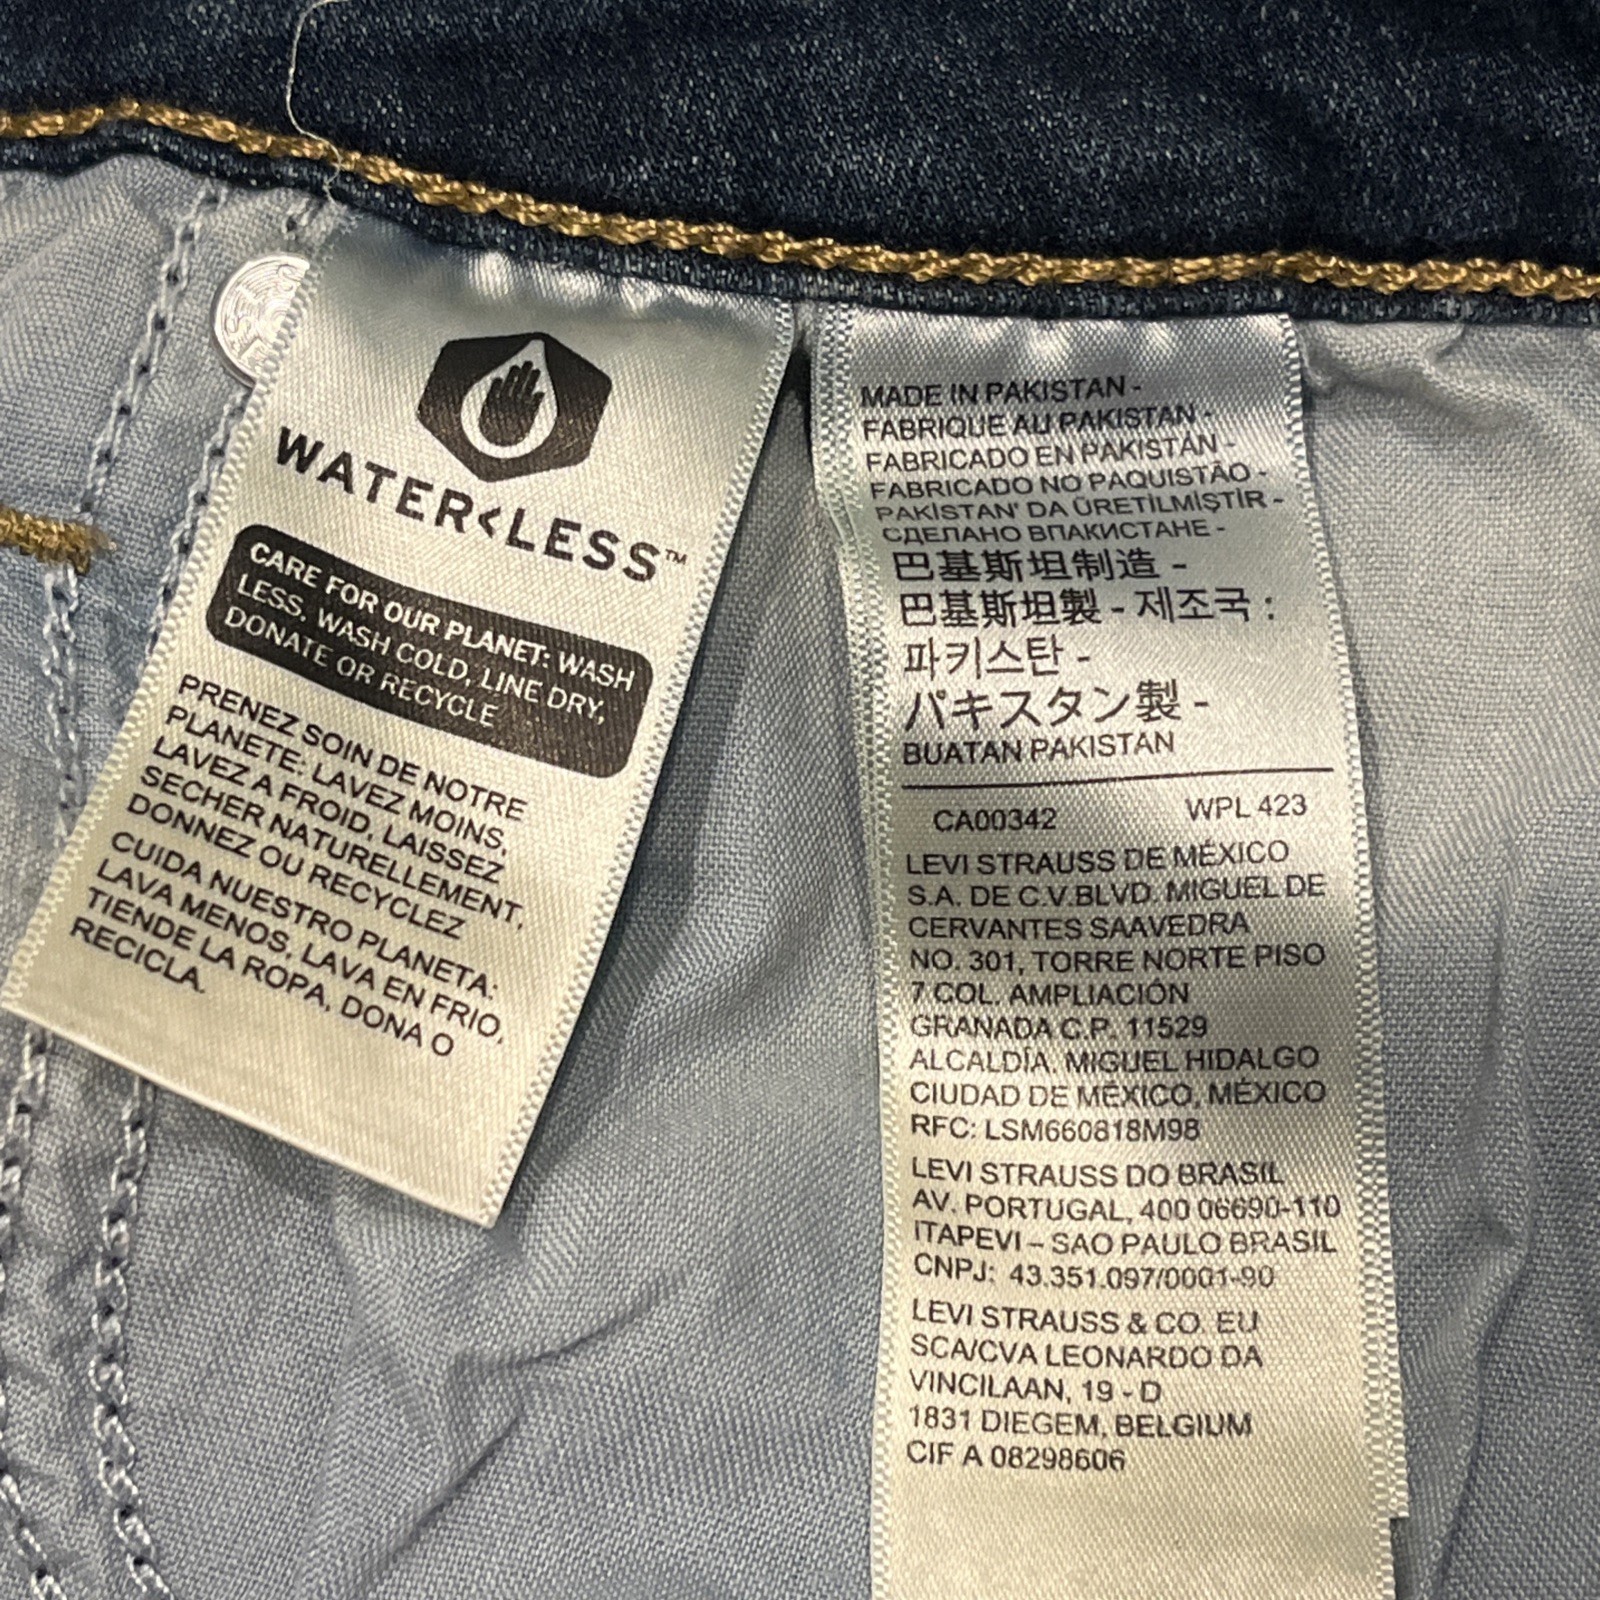 WATER<LESS™
CARE FOR OUR PLANET: WASH
LESS, WASH COLD, LINE DRY,
DONATE OR RECYCLE
PRENEZ SOIN DE NOTRE
PLANETE: LAVEZ MOINS,
LAVEZ A FROID, LAISSEZ
SECHER NATURELLEMENT,
DONNEZ OU RECYCLEZ
CUIDA NUESTRO PLANETA:
LAVA MENOS, LAVA EN FRIO,
TIENDE LA ROPA, DONA O
RECICLA.
MADE IN PAKISTAN -
FABRIQUE AU PAKISTAN -
FABRICADO EN PAKISTÁN -
FABRICADO NO PAQUISTÃO -
PAKİSTAN' DA ÜRETİLMİŞTİR -
СДЕЛАНО ВПАКИСТАНЕ -
巴基斯坦制造 -
巴基斯坦製 - 제조국 :
파키스탄 -
パキスタン製 -
BUATAN PAKISTAN
CA00342 WPL 423
LEVI STRAUSS DE MÉXICO
S.A. DE C.V.BLVD. MIGUEL DE
CERVANTES SAAVEDRA
NO. 301, TORRE NORTE PISO
7 COL. AMPLIACIÓN
GRANADA C.P. 11529
ALCALDÍA. MIGUEL HIDALGO
CIUDAD DE MÉXICO, MÉXICO
RFC: LSM660818M98
LEVI STRAUSS DO BRASIL
AV. PORTUGAL, 400 06690-110
ITAPEVI – SAO PAULO BRASIL
CNPJ: 43.351.097/0001-90
LEVI STRAUSS & CO. EU
SCA/CVA LEONARDO DA
VINCILAAN, 19 - D
1831 DIEGEM, BELGIUM
CIF A 08298606